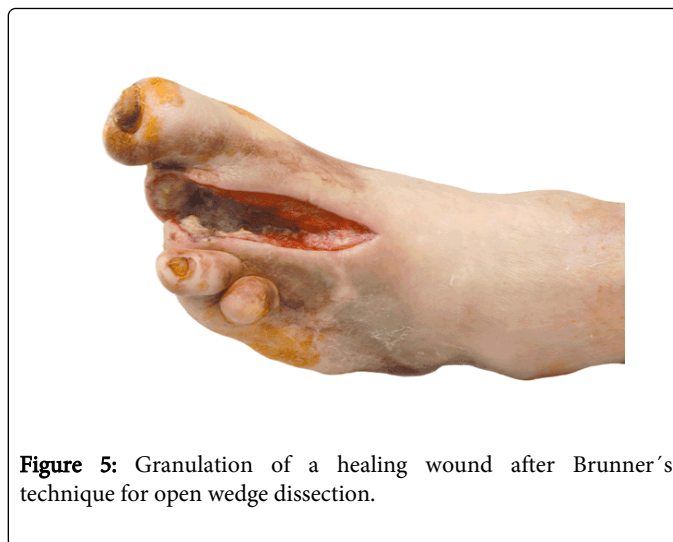 Figure 5: Granulation of a healing wound after Brunner´s
technique for open wedge dissection.